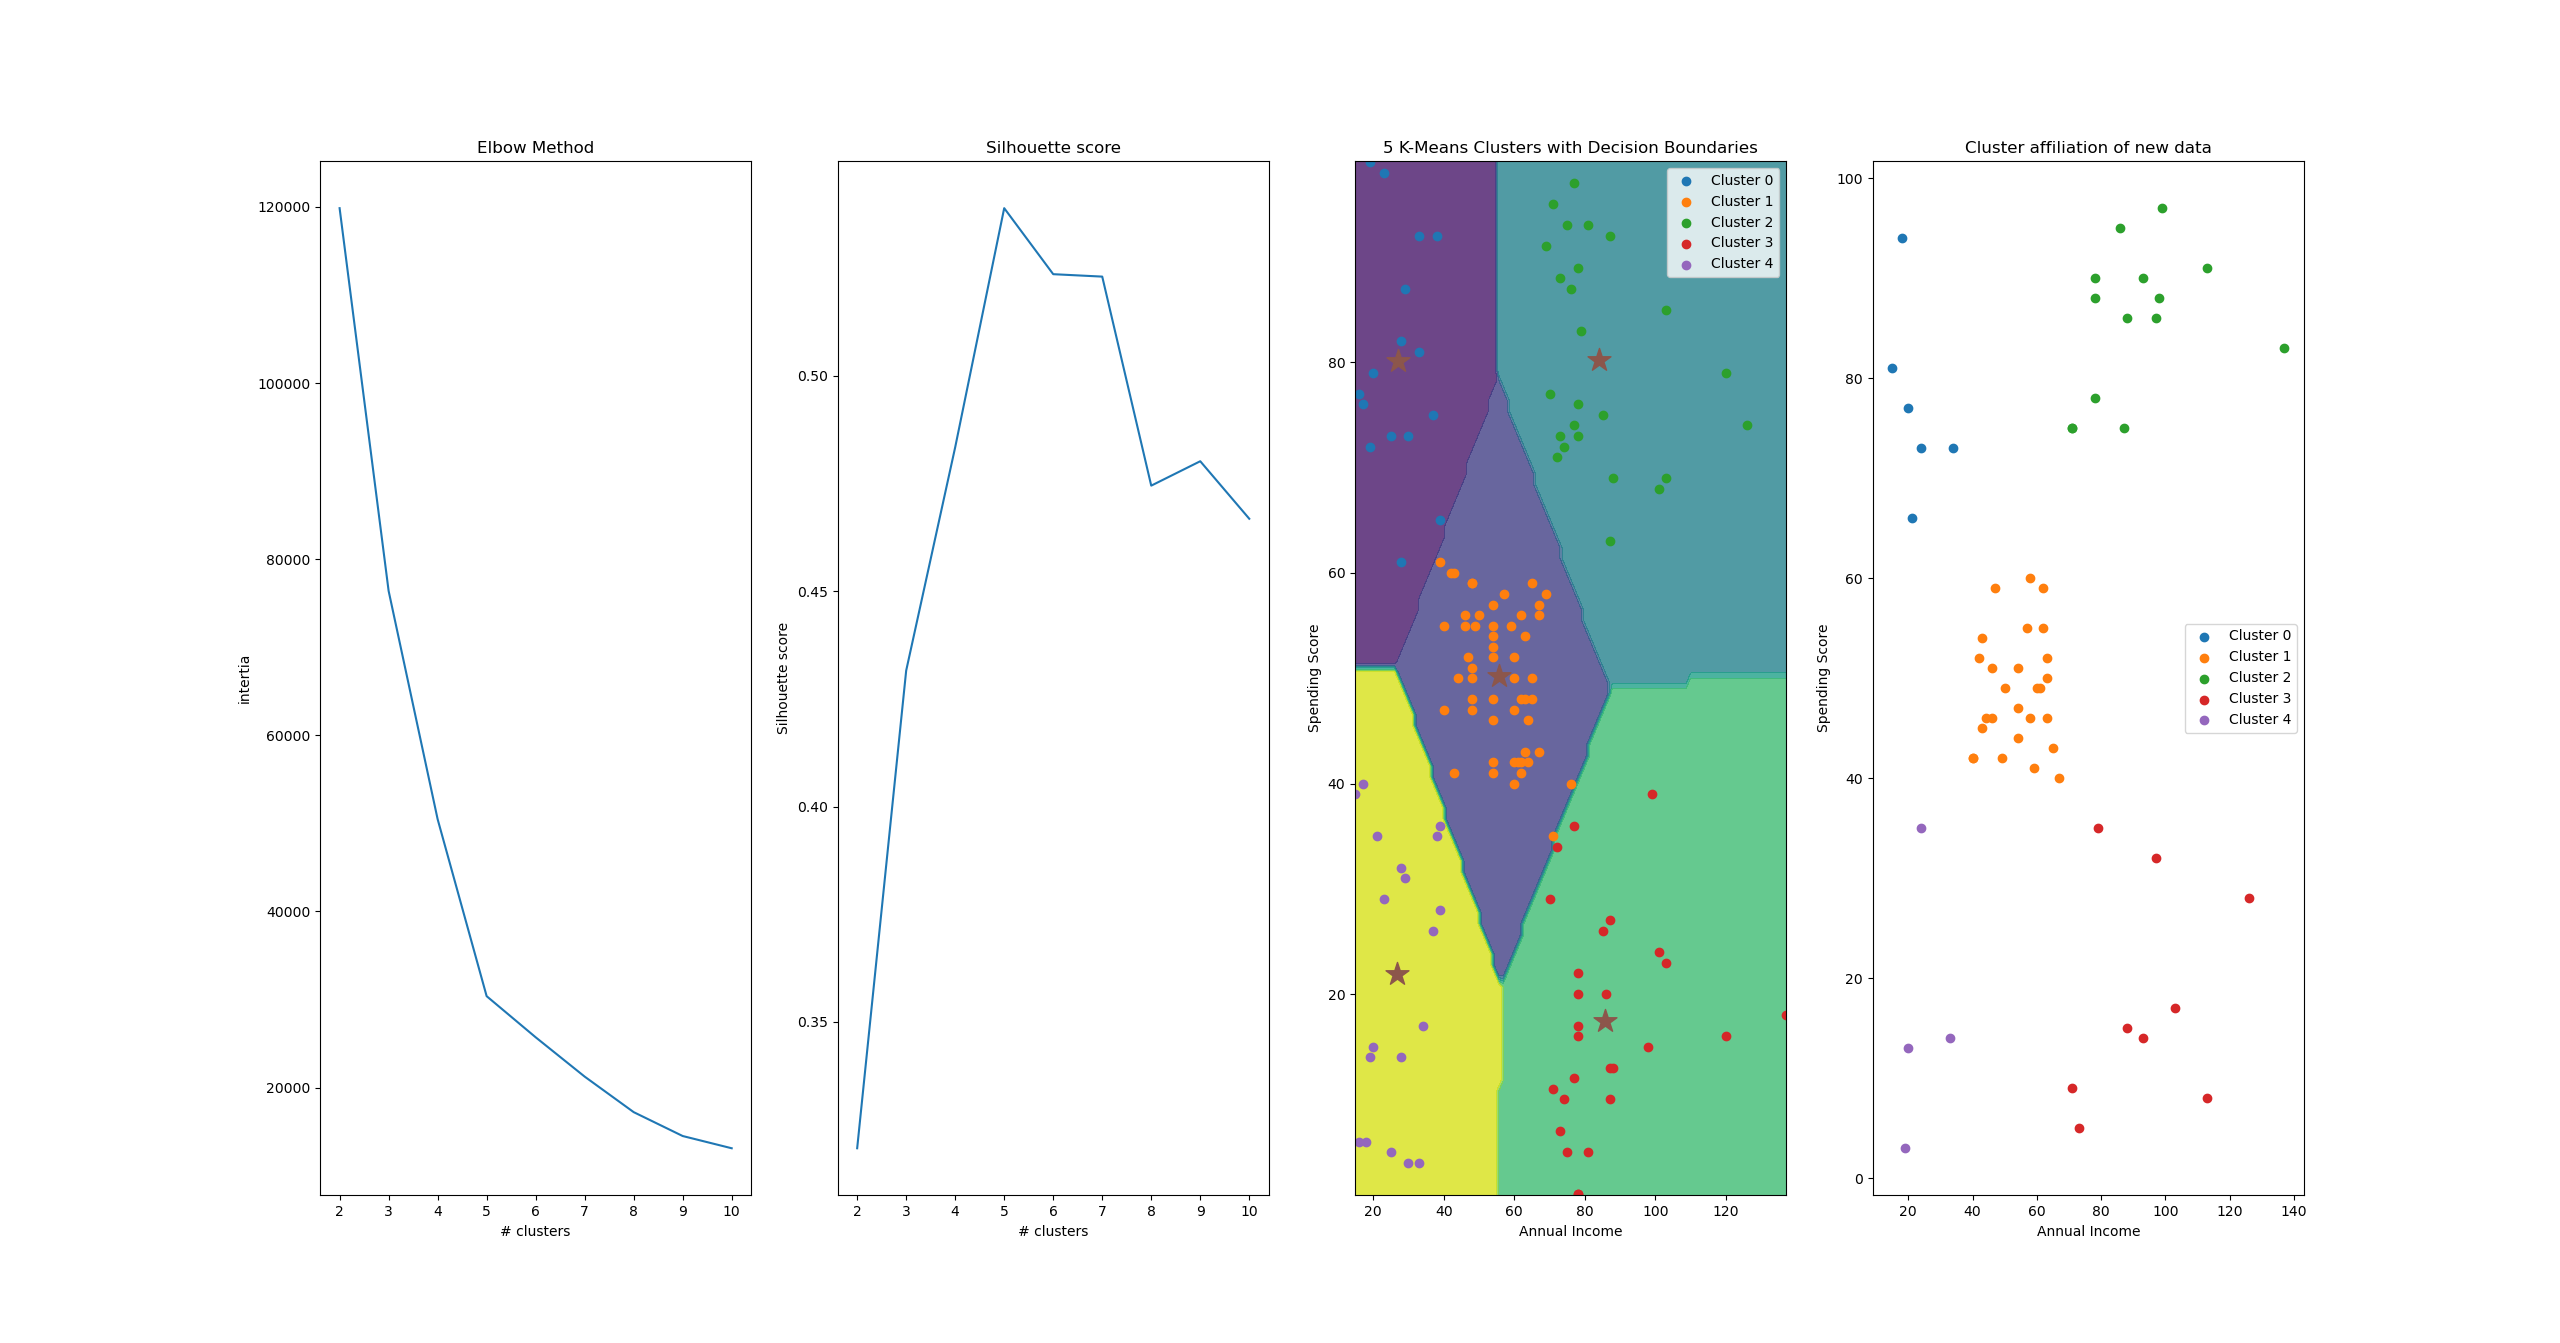 Elbow Method
120000
100000
80000
60000
40000
20000
intertia
2 3 4 5 6 7 8 9 10
# clusters
Silhouette score
0.50
0.45
0.40
0.35
Silhouette score
2 3 4 5 6 7 8 9 10
# clusters
5 K-Means Clusters with Decision Boundaries
Cluster 0
Cluster 1
Cluster 2
Cluster 3
Cluster 4
80
60
40
20
Spending Score
20 40 60 80 100 120
Annual Income
Cluster affiliation of new data
100
80
60
40
20
0
Spending Score
Cluster 0
Cluster 1
Cluster 2
Cluster 3
Cluster 4
20 40 60 80 100 120 140
Annual Income